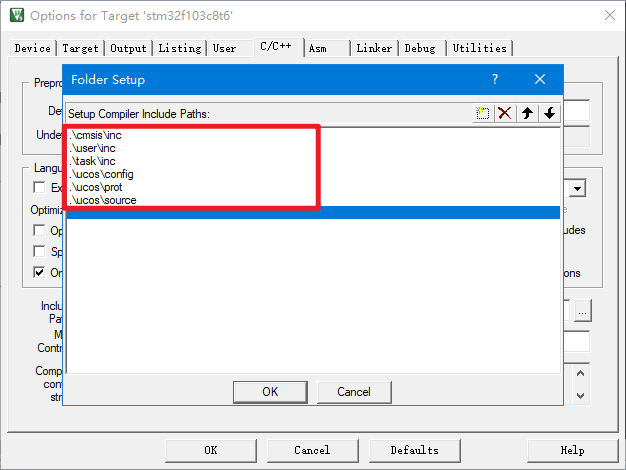 Options for Target 'stm32f103c8t6'
Device Target Output Listing User C/C++ Asm Linker Debug Utilities
Folder Setup
Setup Compiler Include Paths:
.\cmsis\inc
.\user\inc
.\task\inc
.\ucos\config
.\ucos\prot
.\ucos\source
Prepro
De
Unde
Langu
Ex
Optimiz
Op
udes
Sp
On
ons
Inclu
Pat
...
M
Contr
Comp
con
str
OK Cancel
OK Cancel Defaults Help